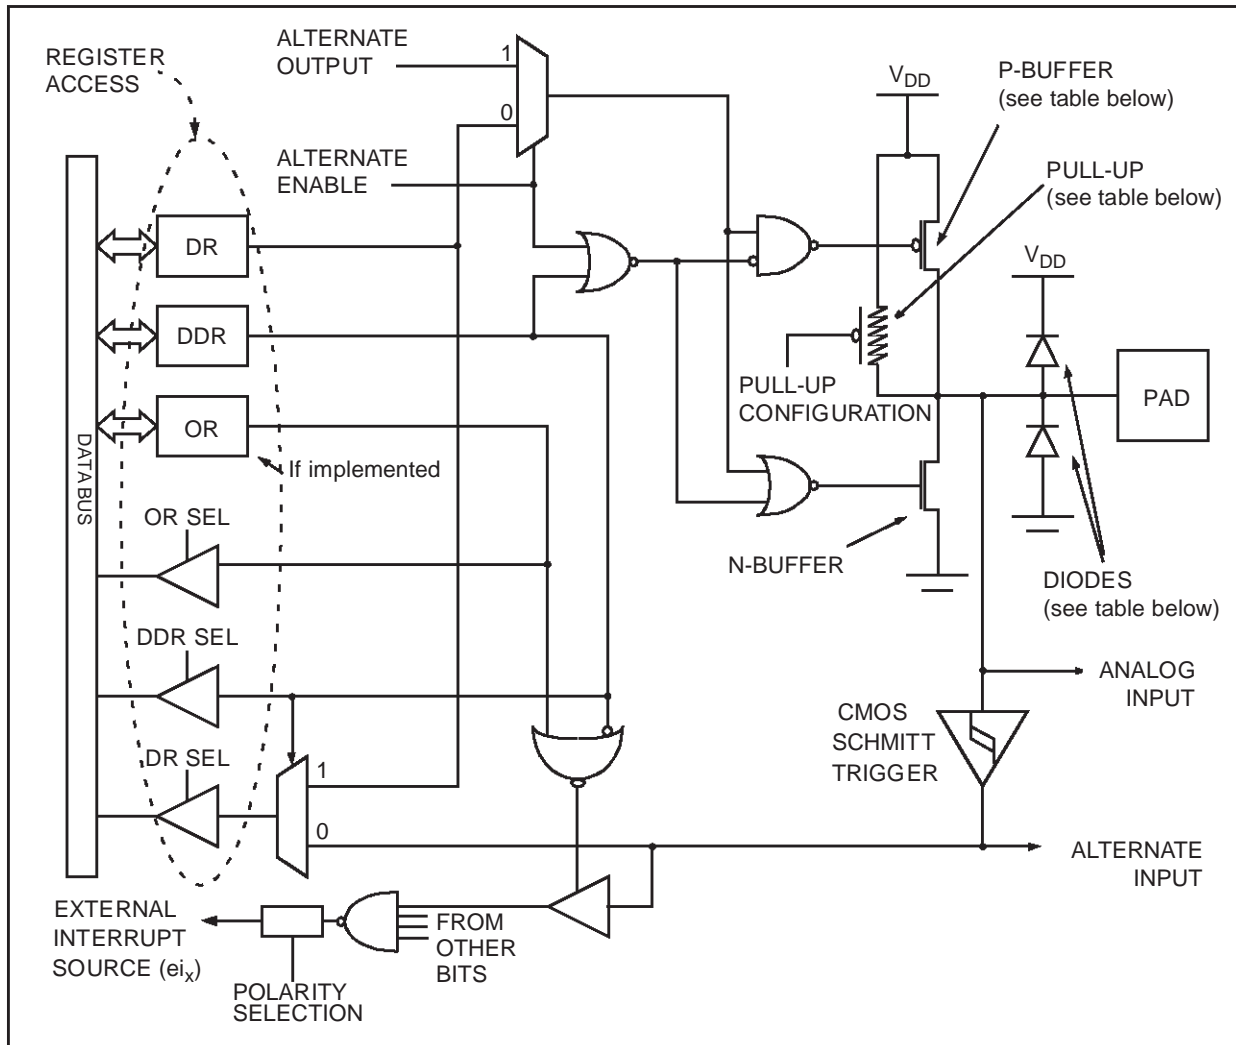 REGISTER
ACCESS
ALTERNATE
OUTPUT
1
0
ALTERNATE
ENABLE
VDD
P-BUFFER
(see table below)
PULL-UP
(see table below)
VDD
DR
DDR
OR
If implemented
DATA BUS
PULL-UP
CONFIGURATION
PAD
OR SEL
N-BUFFER
DIODES
(see table below)
DDR SEL
ANALOG
INPUT
CMOS
SCHMITT
TRIGGER
DR SEL
1
0
ALTERNATE
INPUT
EXTERNAL
INTERRUPT
SOURCE (eix)
FROM
OTHER
BITS
POLARITY
SELECTION